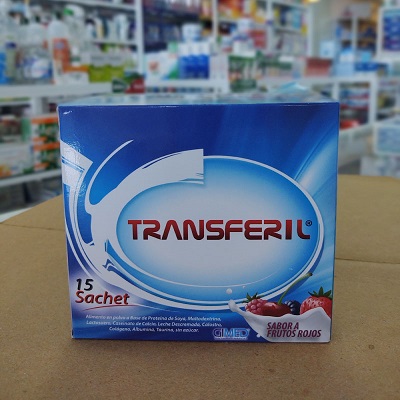 TRANSFERIL®
15
Sachet
Alimento en polvo a Base de Proteína de Soya, Maltodextrina,
Lactosuero, Caseinato de Calcio, Leche Descremada, Calostro,
Colágeno, Albumina, Taurina, sin azúcar.
SABOR A
FRUTOS ROJOS